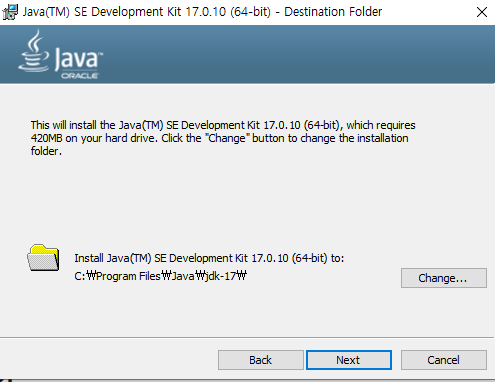 Java(TM) SE Development Kit 17.0.10 (64-bit) - Destination Folder
Java™
ORACLE
This will install the Java(TM) SE Development Kit 17.0.10 (64-bit), which requires
420MB on your hard drive. Click the "Change" button to change the installation
folder.
Install Java(TM) SE Development Kit 17.0.10 (64-bit) to:
C:₩Program Files₩Java₩jdk-17₩
Change...
Back
Next
Cancel